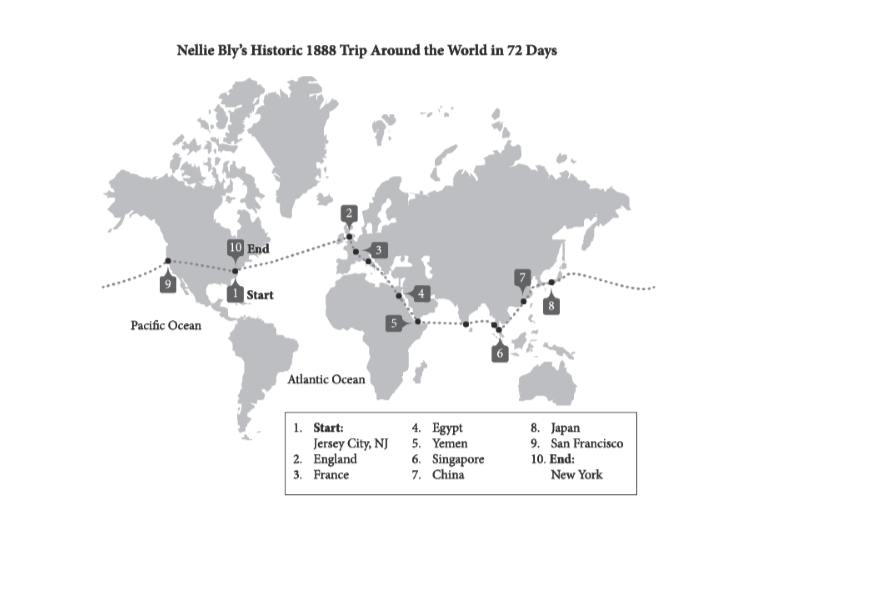 Nellie Bly's Historic 1888 Trip Around the World in 72 Days
2
10 End
3
9
1 Start
4
7
8
5
6
Pacific Ocean
Atlantic Ocean
1. Start:
Jersey City, NJ
2. England
3. France
4. Egypt
5. Yemen
6. Singapore
7. China
8. Japan
9. San Francisco
10. End:
New York